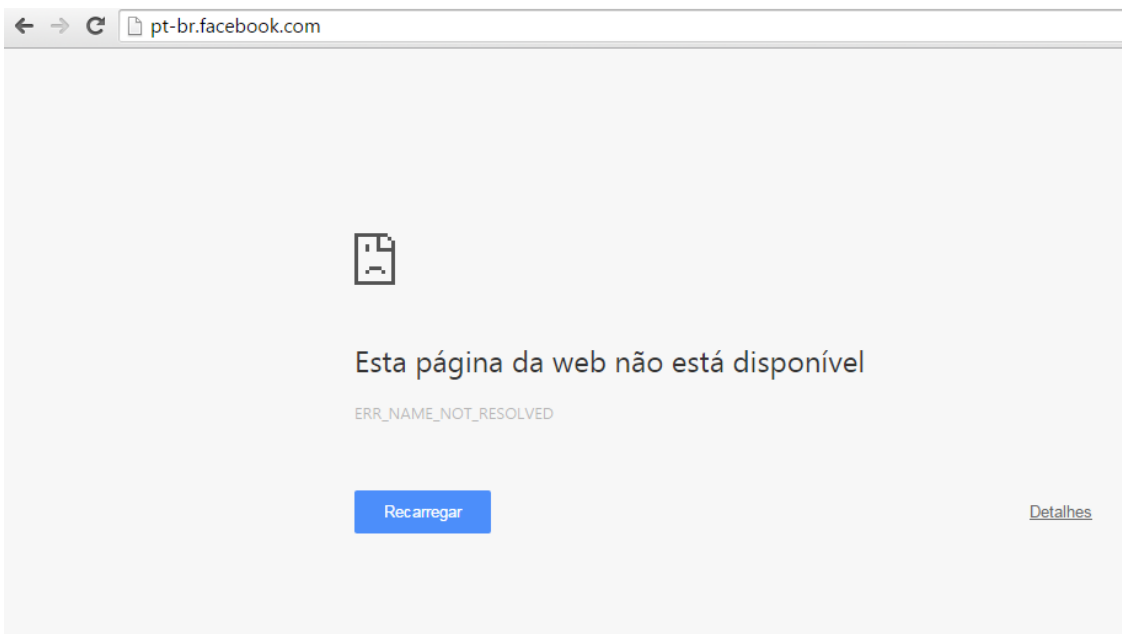 pt-br.facebook.com
Esta página da web não está disponível
ERR_NAME_NOT_RESOLVED
Recarregar
Detalhes